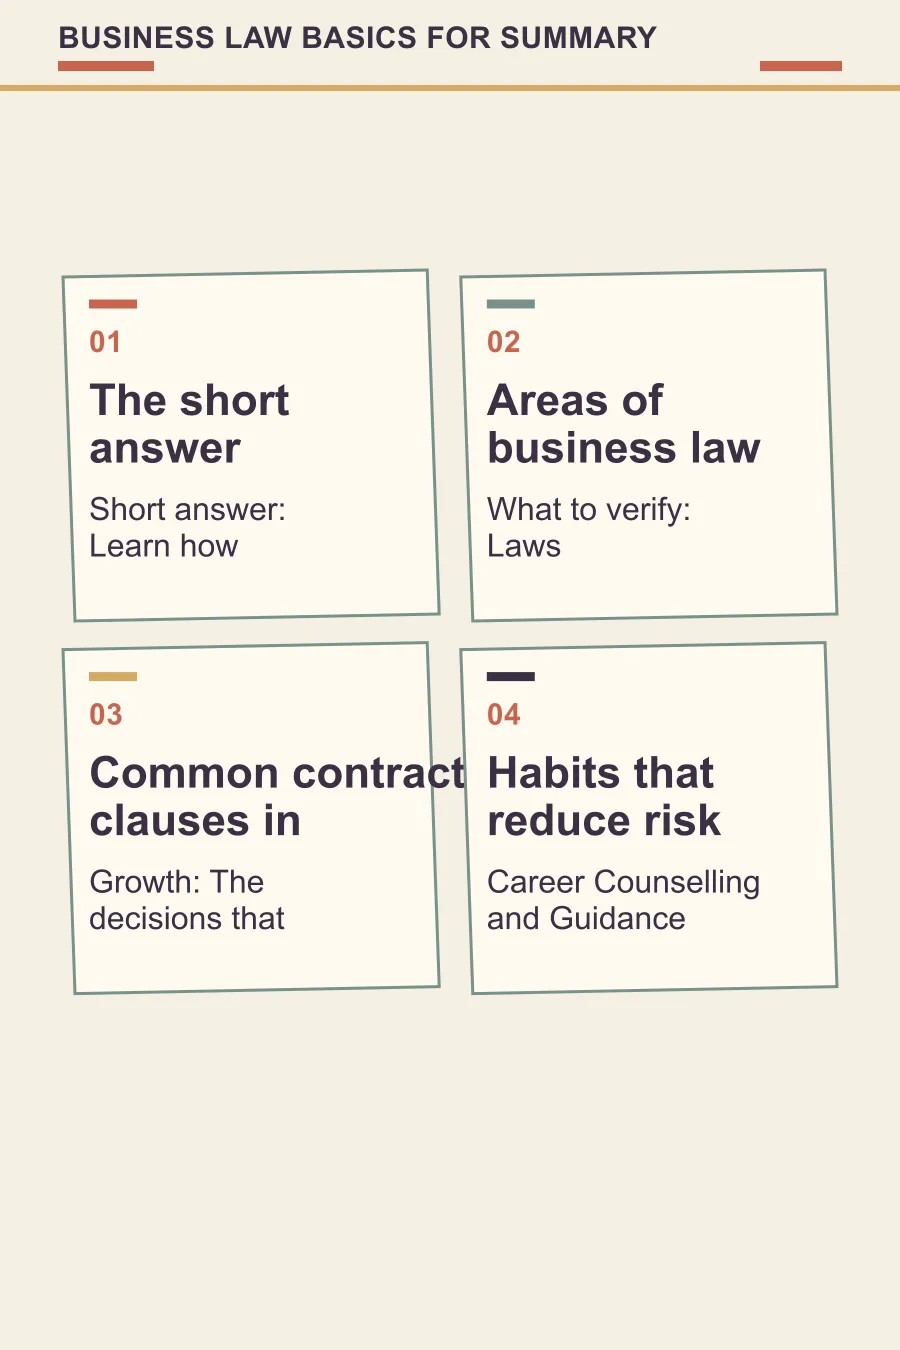 BUSINESS LAW BASICS FOR SUMMARY
01
The short
answer
Short answer:
Learn how
02
Areas of
business law
What to verify:
Laws
03
Common contract
clauses in
Growth: The
decisions that
04
Habits that
reduce risk
Career Counselling
and Guidance